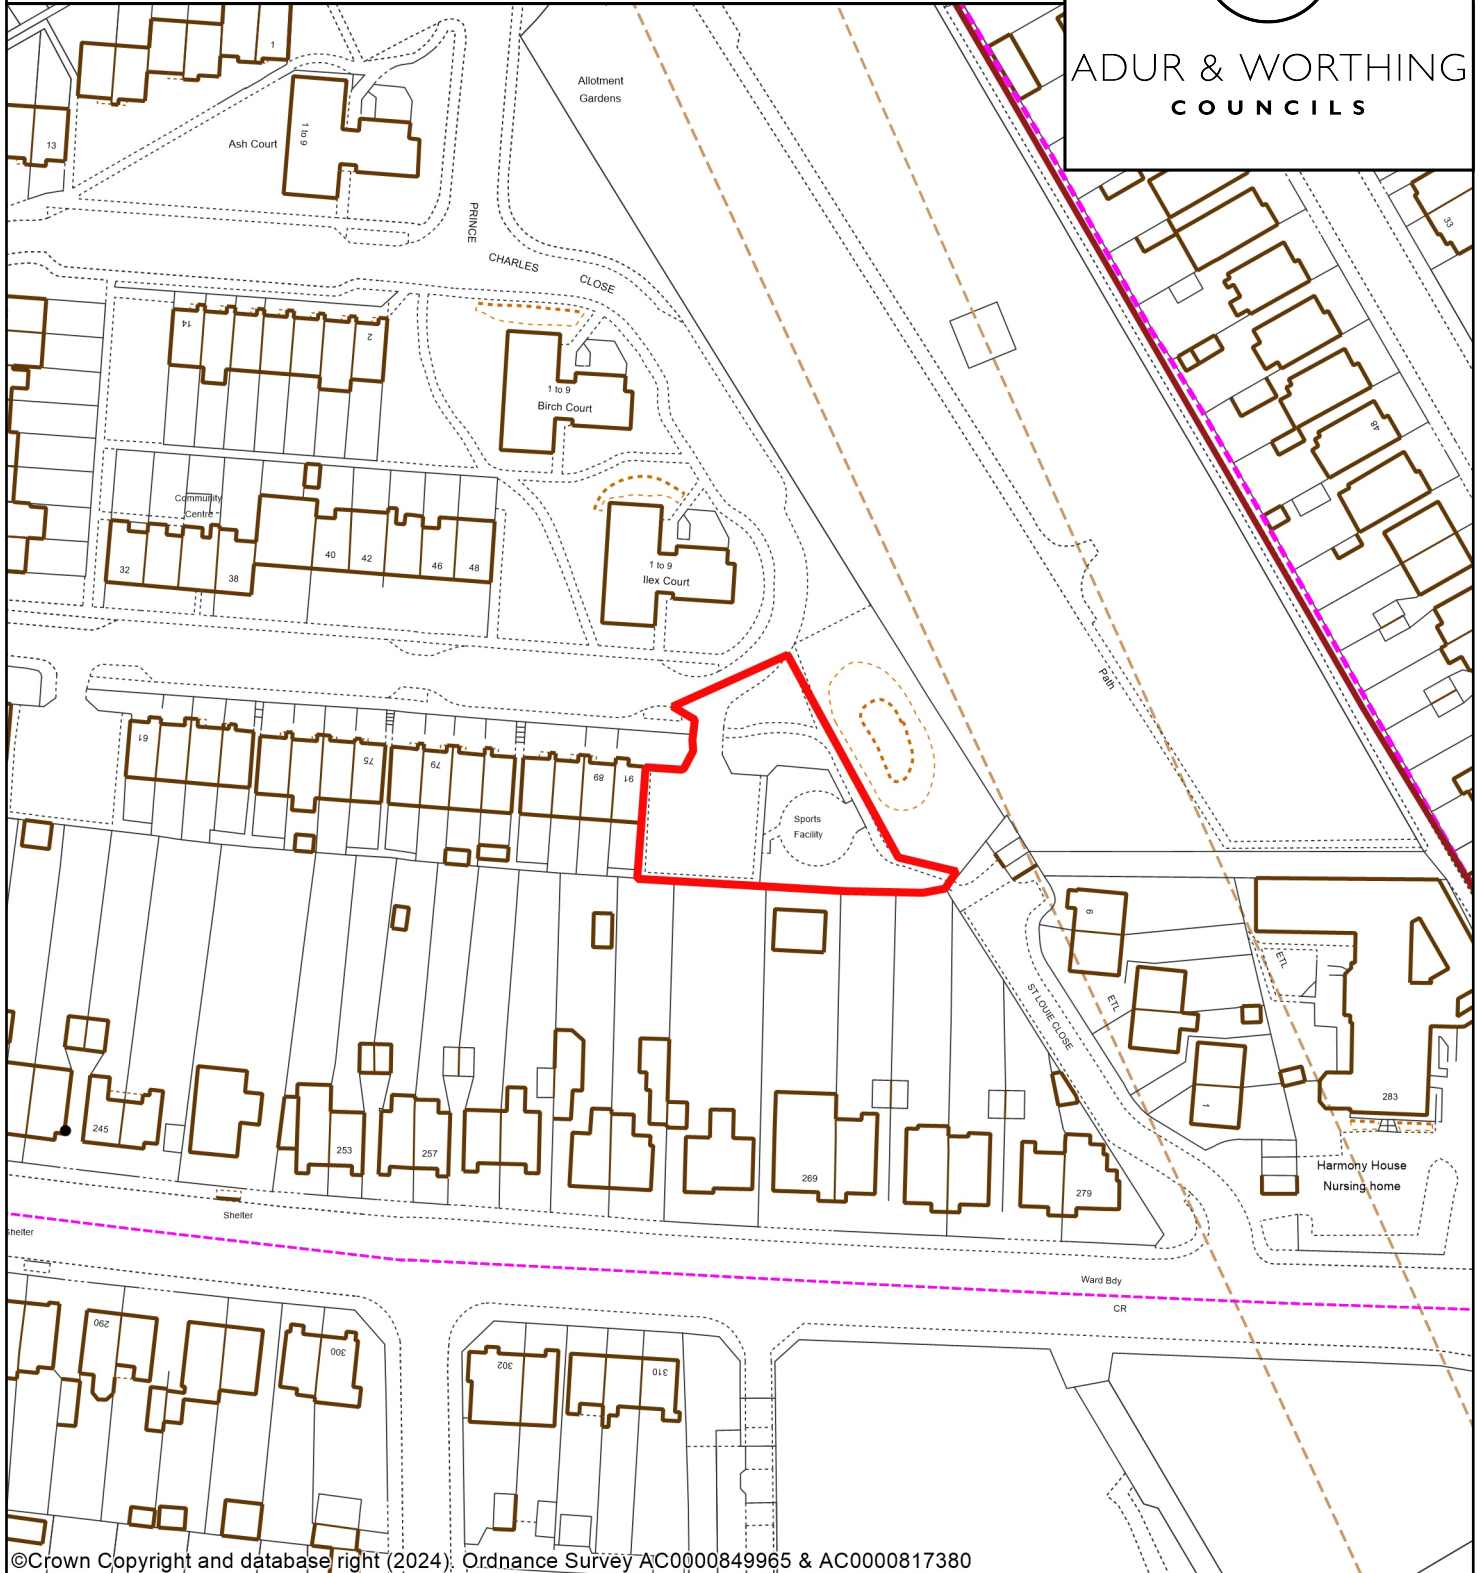 ADUR & WORTHING
COUNCILS
Allotment
Gardens
1
13
Ash Court
1 to 9
33
PRINCE
CHARLES
CLOSE
14
2
1 to 9
Birch Court
48
Community
Centre
32
38
40
42
46
48
1 to 9
Ilex Court
Path
61
75
79
89
91
Sports
Facility
9
ETL
ETL
ST LOUIE CLOSE
1
283
245
253
257
269
279
Harmony House
Nursing home
Shelter
Shelter
Ward Bdy
CR
290
300
302
310
©Crown Copyright and database right (2024). Ordnance Survey AC0000849965 & AC0000817380